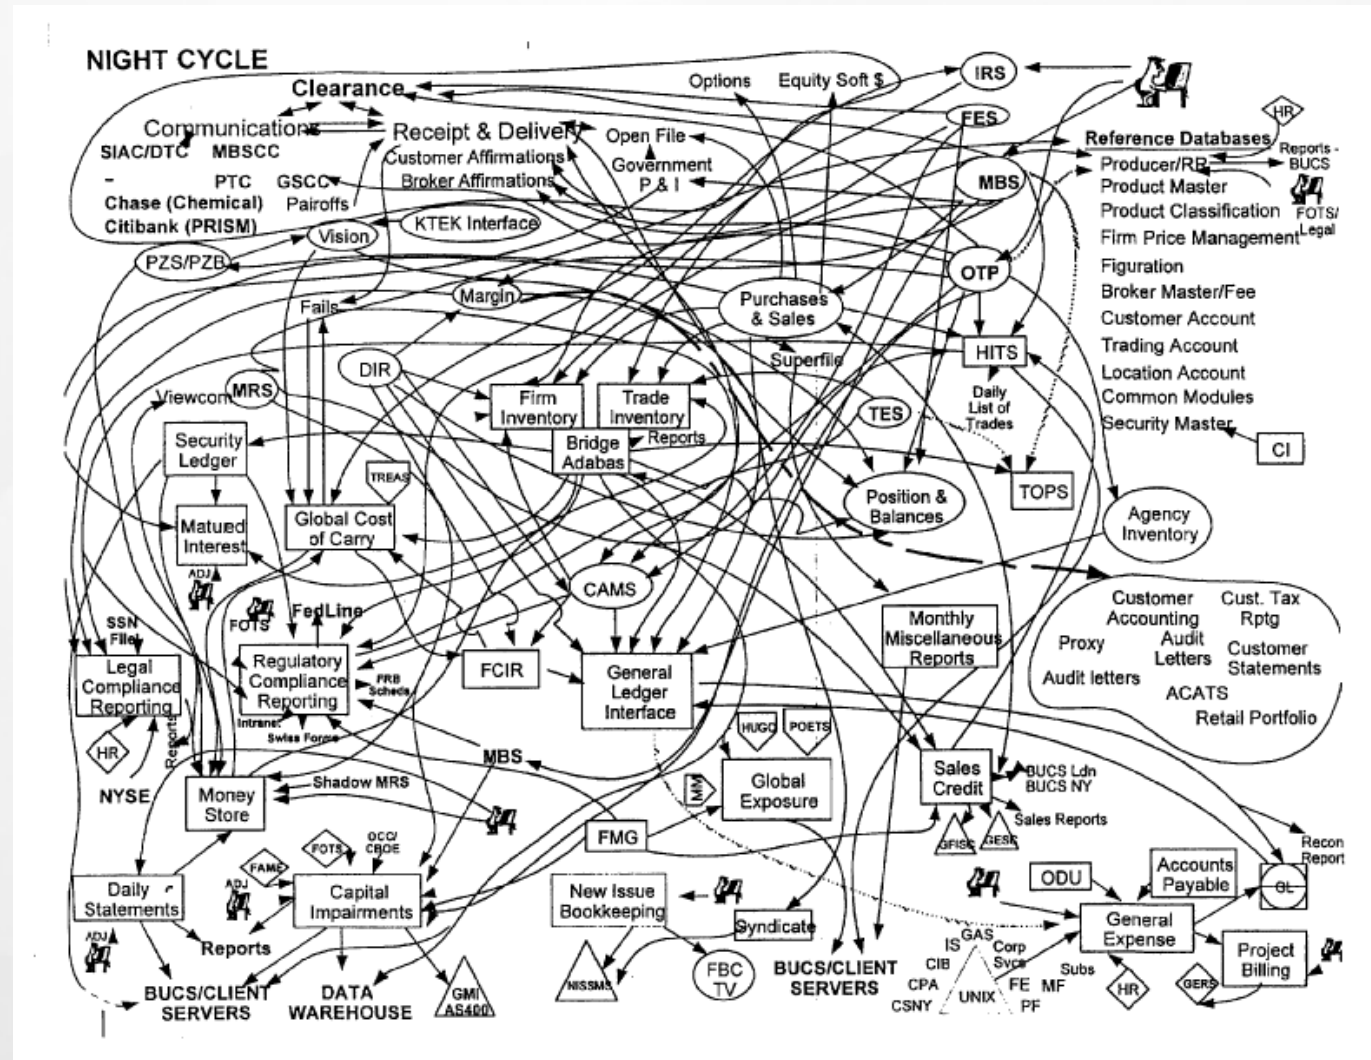 NIGHT CYCLE
Clearance
Options
Equity Soft $
IRS
FES
Communications
Receipt & Delivery
Open File
SIAC/DTC
MBSCC
Customer Affirmations
Government
P & I
Broker Affirmations
–
PTC
GSCC
Chase (Chemical)
Pairoffs
Citibank (PRISM)
KTEK Interface
Vision
MBS
Reference Databases
HR
Producer/RR
Reports -
BUCS
Product Master
Product Classification
FOTS/
Legal
Firm Price Management
Figuration
Broker Master/Fee
Customer Account
Trading Account
Location Account
Common Modules
Security Master
CI
PZS/PZB
OTP
Margin
Purchases
& Sales
Fails
Superfile
HITS
DIR
Daily
List of
Trades
Viewcom
MRS
Firm
Inventory
Trade
Inventory
TES
Bridge
Adabas
Reports
Security
Ledger
TREAS
TOPS
Position &
Balances
Agency
Inventory
Matued
Interest
Global Cost
of Carry
ADJ
CAMS
FOTS
FedLine
SSN
File
Legal
Compliance
Reporting
Regulatory
Compliance
Reporting
FRB
Scheds
FCIR
General
Ledger
Interface
Monthly
Miscellaneous
Reports
Customer
Accounting
Cust. Tax
Rptg
Proxy
Audit
Letters
Customer
Statements
Audit letters
ACATS
Retail Portfolio
Intranet
Swiss Forms
HR
Reports
HUGO
POETS
MBS
NYSE
Money
Store
Shadow MRS
MM
Global
Exposure
Sales
Credit
BUCS Ldn
BUCS NY
Sales Reports
GFISC
GESC
FMG
Recon
Report
FOTS
OCC/
CBOE
FAME
ADJ
Daily
Statements
Capital
Impairments
Reports
ADJ
New Issue
Bookkeeping
Syndicate
ODU
Accounts
Payable
GL
General
Expense
Project
Billing
BUCS/CLIENT
SERVERS
DATA
WAREHOUSE
GMI
AS400
NISSMS
FBC
TV
BUCS/CLIENT
SERVERS
IS
GAS
Corp
Svcs
CIB
Subs
CPA
FE
MF
CSNY
UNIX
PF
HR
GERS